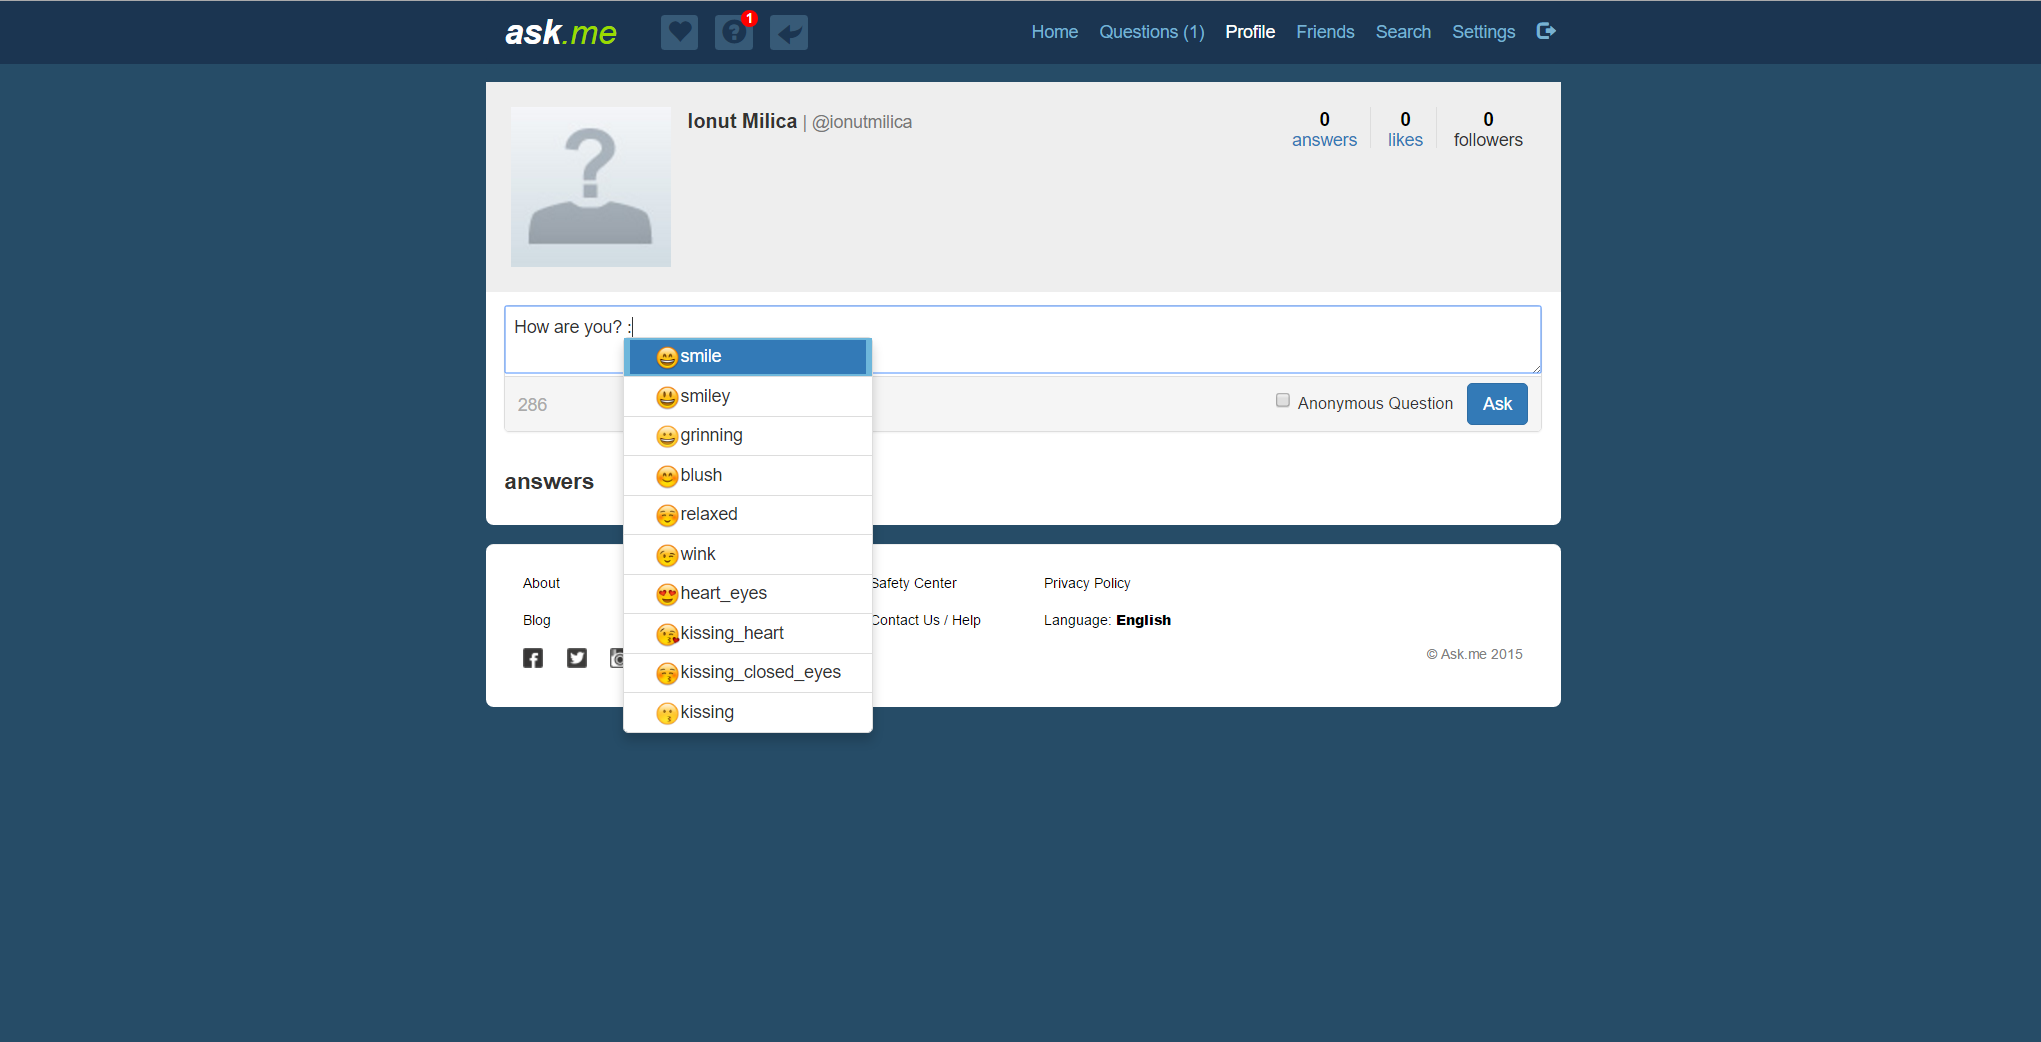 ask.me 1 Home Questions (1) Profile Friends Search Settings
Ionut Milica | @ionutmilica
0 answers
0 likes
0 followers
How are you? :
286
Anonymous Question Ask
smile
smiley
grinning
blush
relaxed
wink
heart_eyes
kissing_heart
kissing_closed_eyes
kissing
answers
About Safety Center Privacy Policy
Blog Contact Us / Help Language: English
© Ask.me 2015